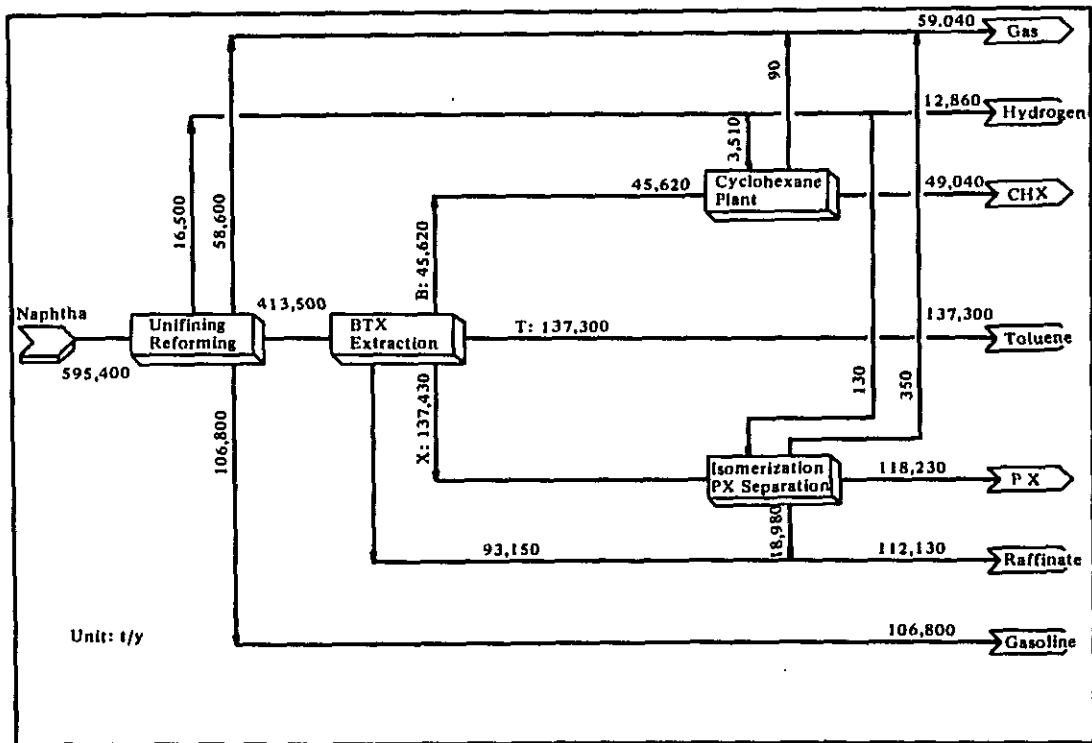 59,040
Gas
90
12,860
Hydrogen
3,510
16,500
58,600
45,620
Cyclohexane
Plant
49,040
CHX
B: 45,620
Naphtha
413,500
Unifining
Reforming
BTX
Extraction
T: 137,300
137,300
Toluene
595,400
130
350
106,800
X: 137,430
Isomerization
PX Separation
118,230
PX
18,980
93,150
112,130
Raffinate
Unit: t/y
106,800
Gasoline